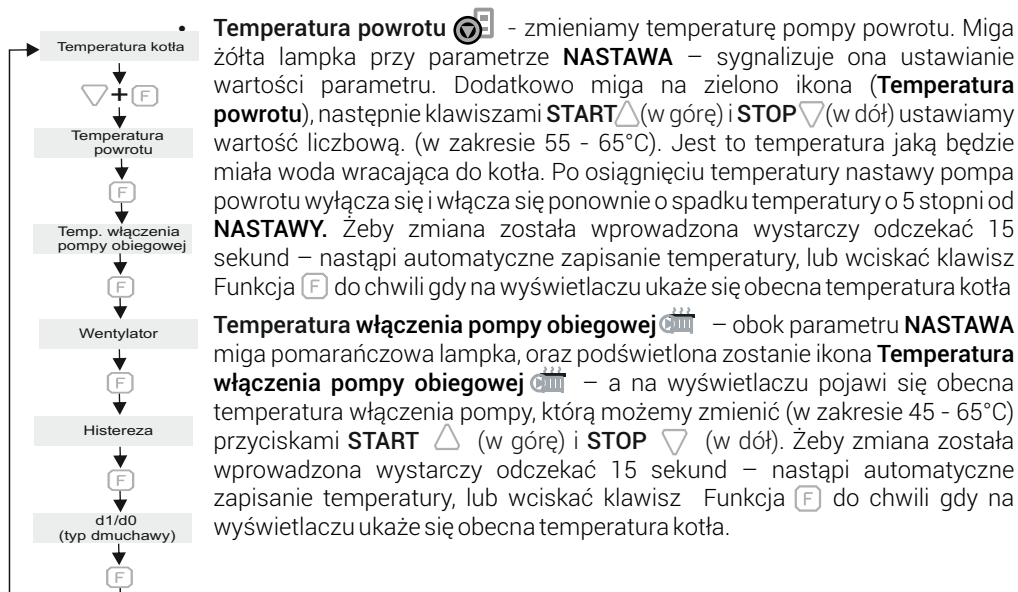 Temperatura kotła
+ F
Temperatura
powrotu
F
Temp. włączenia
pompy obiegowej
F
Wentylator
F
Histereza
F
d1/d0
(typ dmuchawy)
F
• Temperatura powrotu - zmieniamy temperaturę pompy powrotu. Miga
żółta lampka przy parametrze NASTAWA – sygnalizuje ona ustawianie
wartości parametru. Dodatkowo miga na zielono ikona (Temperatura
powrotu), następnie klawiszami START△(w górę) i STOP▽(w dół) ustawiamy
wartość liczbową. (w zakresie 55 - 65°C). Jest to temperatura jaką będzie
miała woda wracająca do kotła. Po osiągnięciu temperatury nastawy pompa
powrotu wyłącza się i włącza się ponownie o spadku temperatury o 5 stopni od
NASTAWY. Żeby zmiana została wprowadzona wystarczy odczekać 15
sekund – nastąpi automatyczne zapisanie temperatury, lub wciskać klawisz
Funkcja F do chwili gdy na wyświetlaczu ukaże się obecna temperatura kotła
Temperatura włączenia pompy obiegowej – obok parametru NASTAWA
miga pomarańczowa lampka, oraz podświetlona zostanie ikona Temperatura
włączenia pompy obiegowej – a na wyświetlaczu pojawi się obecna
temperatura włączenia pompy, którą możemy zmienić (w zakresie 45 - 65°C)
przyciskami START △ (w górę) i STOP ▽ (w dół). Żeby zmiana została
wprowadzona wystarczy odczekać 15 sekund – nastąpi automatyczne
zapisanie temperatury, lub wciskać klawisz Funkcja F do chwili gdy na
wyświetlaczu ukaże się obecna temperatura kotła.